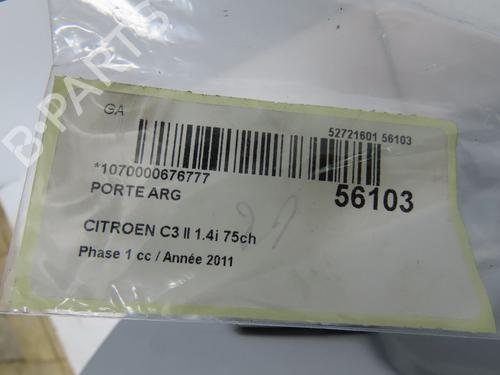 GA
52721601 56103
*1070000676777
56103
PORTE ARG
CITROEN C3 II 1.4i 75ch
Phase 1 cc / Année 2011
B-PARTS